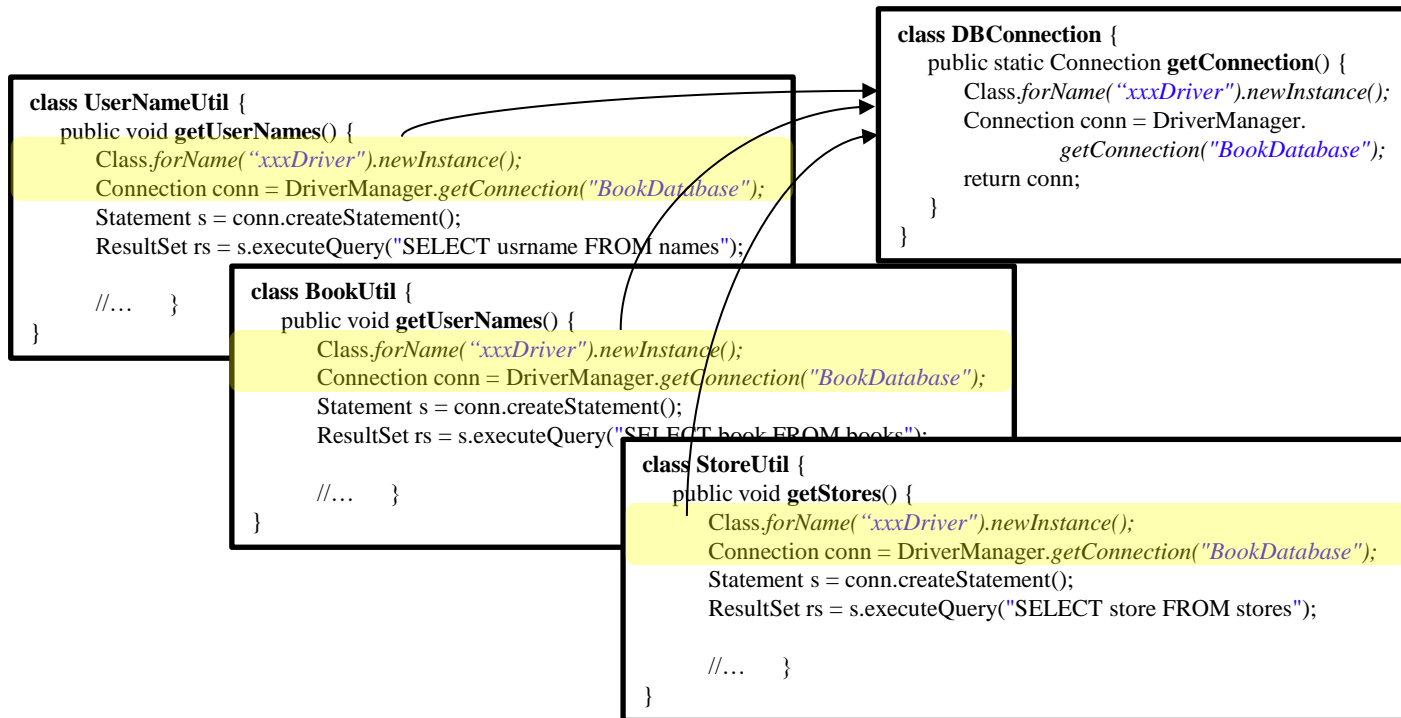 class UserNameUtil {
public void getUserNames() {
Class.forName(“xxxDriver").newInstance();
Connection conn = DriverManager.getConnection("BookDatabase");
Statement s = conn.createStatement();
ResultSet rs = s.executeQuery("SELECT usrname FROM names");
//… }
}
class BookUtil {
public void getUserNames() {
Class.forName(“xxxDriver").newInstance();
Connection conn = DriverManager.getConnection("BookDatabase");
Statement s = conn.createStatement();
ResultSet rs = s.executeQuery("SELECT book FROM books");
//… }
}
class StoreUtil {
public void getStores() {
Class.forName(“xxxDriver").newInstance();
Connection conn = DriverManager.getConnection("BookDatabase");
Statement s = conn.createStatement();
ResultSet rs = s.executeQuery("SELECT store FROM stores");
//… }
}
class DBConnection {
public static Connection getConnection() {
Class.forName(“xxxDriver").newInstance();
Connection conn = DriverManager.
getConnection("BookDatabase");
return conn;
}
}